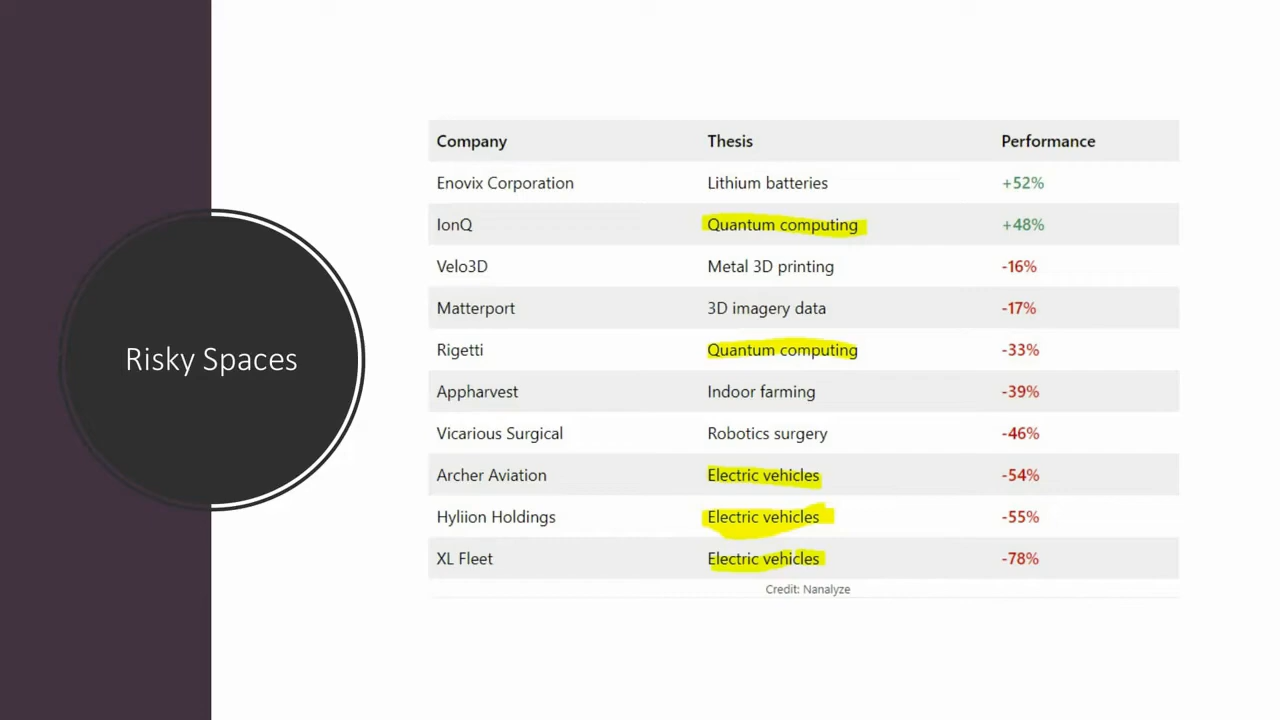 Risky Spaces
Company Thesis Performance
Enovix Corporation Lithium batteries +52%
IonQ Quantum computing +48%
Velo3D Metal 3D printing -16%
Matterport 3D imagery data -17%
Rigetti Quantum computing -33%
Appharvest Indoor farming -39%
Vicarious Surgical Robotics surgery -46%
Archer Aviation Electric vehicles -54%
Hyliion Holdings Electric vehicles -55%
XL Fleet Electric vehicles -78%
Credit: Nanalyze